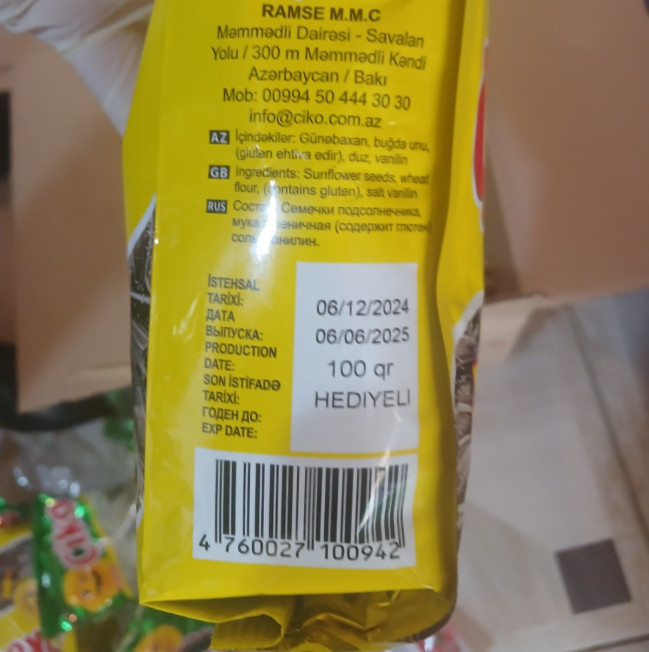 RAMSE M.M.C
Məmmədli Dairəsi - Savalan
Yolu / 300 m Məmmədli Kəndi
Azərbaycan / Bakı
Mob: 00994 50 444 30 30
info@ciko.com.az
AZ İçindəkilər: Günəbaxan, buğda unu,
(gluten ehtiva edir), duz, vanilin
GB Ingredients: Sunflower seeds, wheat
flour, (contains gluten), salt vanilin
RUS Семечки подсолнечника,
(содержит глютен)
İSTEHSAL
TARİXİ:
ДАТА
ВЫПУСКА:
PRODUCTION
DATE:
SON İSTİFADƏ
TARİXİ:
ГОДЕН ДО:
EXP DATE:
06/12/2024
06/06/2025
100 qr
HEDIYELI
4 760027 100942